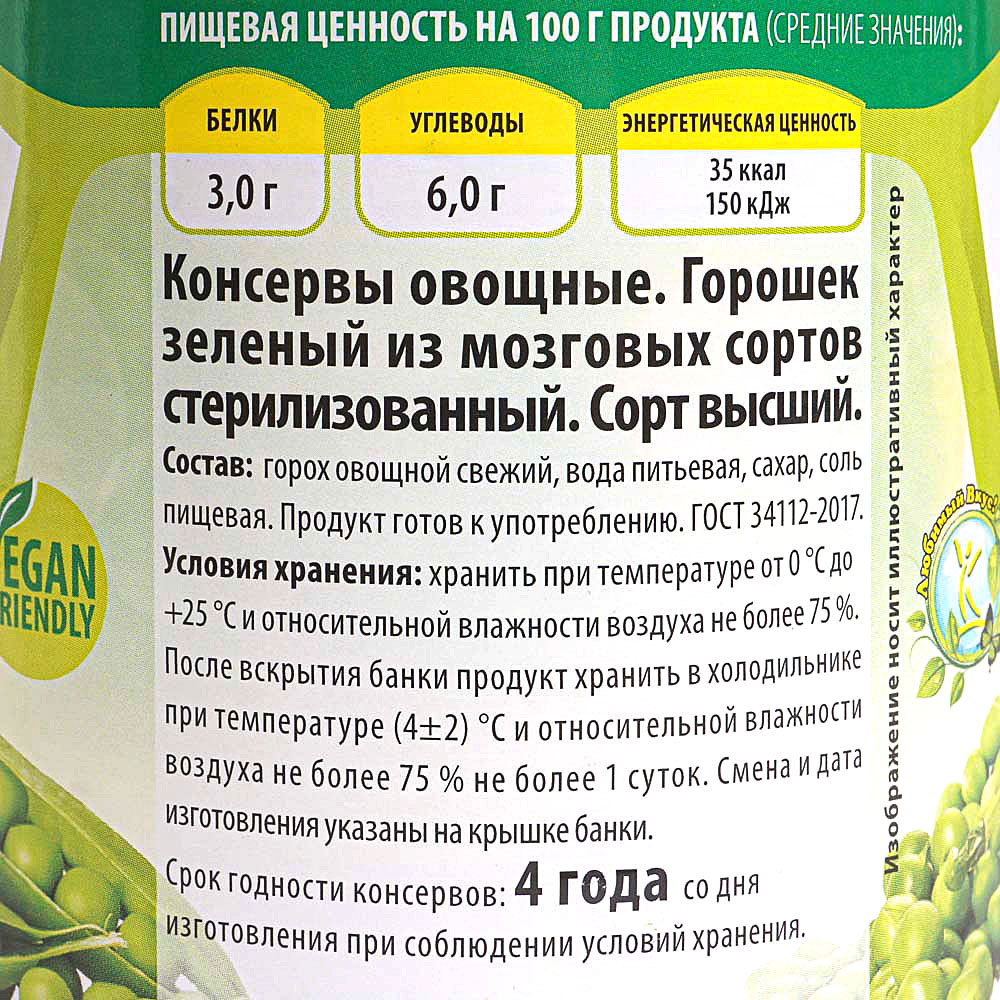 ПИЩЕВАЯ ЦЕННОСТЬ НА 100 Г ПРОДУКТА (СРЕДНИЕ ЗНАЧЕНИЯ):
БЕЛКИ
3,0 г
УГЛЕВОДЫ
6,0 г
ЭНЕРГЕТИЧЕСКАЯ ЦЕННОСТЬ
35 ккал
150 кДж
Консервы овощные. Горошек
зеленый из мозговых сортов
стерилизованный. Сорт высший.
Состав: горох овощной свежий, вода питьевая, сахар, соль
пищевая. Продукт готов к употреблению. ГОСТ 34112-2017.
Условия хранения: хранить при температуре от 0 °С до
+25 °С и относительной влажности воздуха не более 75 %.
После вскрытия банки продукт хранить в холодильнике
при температуре (4±2) °С и относительной влажности
воздуха не более 75 % не более 1 суток. Смена и дата
изготовления указаны на крышке банки.
Срок годности консервов: 4 года со дня
изготовления при соблюдении условий хранения.
EGAN
RIENDLY
Изображение носит иллюстративный характер
Любимый Вкус!